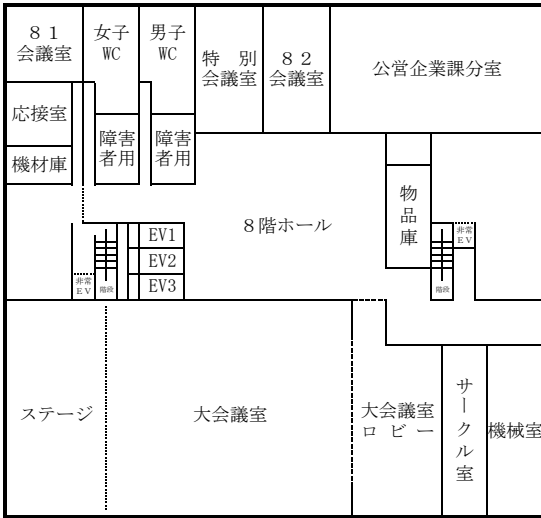 ８１
会議室
女子
WC
男子
WC
特　別
会議室
８２
会議室
公営企業課分室
応接室
機材庫
障害
者用
障害
者用
物品庫
８階ホール
EV1
EV2
EV3
非常
ＥＶ
階段
非常
ＥＶ
階段
ステージ
大会議室
大会議室
ロ ビ ー
サークル室
機械室